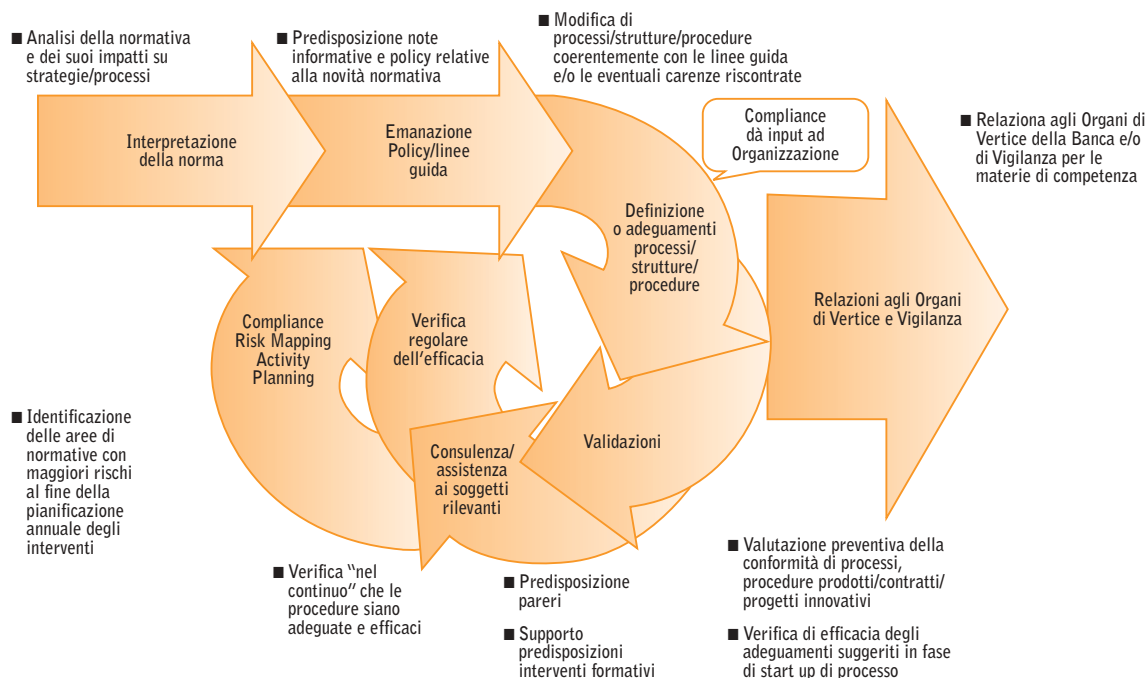 ■ Analisi della normativa
e dei suoi impatti su
strategie/processi
■ Predisposizione note
informative e policy relative
alla novità normativa
■ Modifica di
processi/strutture/procedure
coerentemente con le linee guida
e/o le eventuali carenze riscontrate
Interpretazione
della norma
Emanazione
Policy/linee
guida
Compliance
dà input ad
Organizzazione
■ Relaziona agli Organi di
Vertice della Banca e/o
di Vigilanza per le
materie di competenza
Definizione
o adeguamenti
processi/
strutture/
procedure
Relazioni agli Organi
di Vertice e Vigilanza
Compliance
Risk Mapping
Activity
Planning
Verifica
regolare
dell'efficacia
■ Identificazione
delle aree di
normative con
maggiori rischi
al fine della
pianificazione
annuale degli
interventi
Consulenza/
assistenza
ai soggetti
rilevanti
Validazioni
■ Verifica "nel
continuo" che le
procedure siano
adeguate e efficaci
■ Predisposizione
pareri
■ Supporto
predisposizioni
interventi formativi
■ Valutazione preventiva della
conformità di processi,
procedure prodotti/contratti/
progetti innovativi
■ Verifica di efficacia degli
adeguamenti suggeriti in fase
di start up di processo